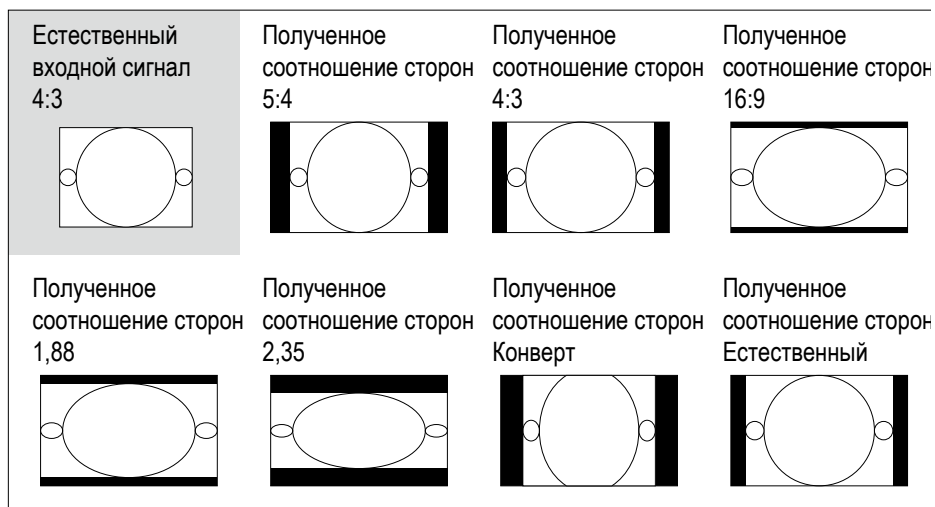 Естественный
входной сигнал
4:3
Полученное
соотношение сторон
5:4
Полученное
соотношение сторон
4:3
Полученное
соотношение сторон
16:9
Полученное
соотношение сторон
1,88
Полученное
соотношение сторон
2,35
Полученное
соотношение сторон
Конверт
Полученное
соотношение сторон
Естественный